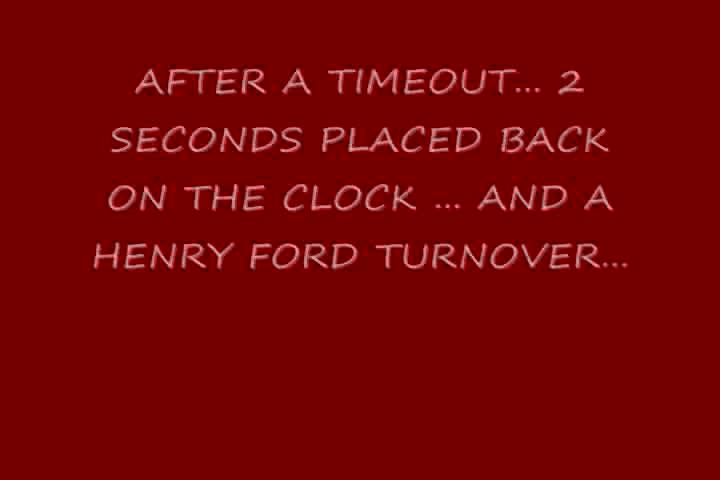 AFTER A TIMEOUT... 2
SECONDS PLACED BACK
ON THE CLOCK ... AND A
HENRY FORD TURNOVER...